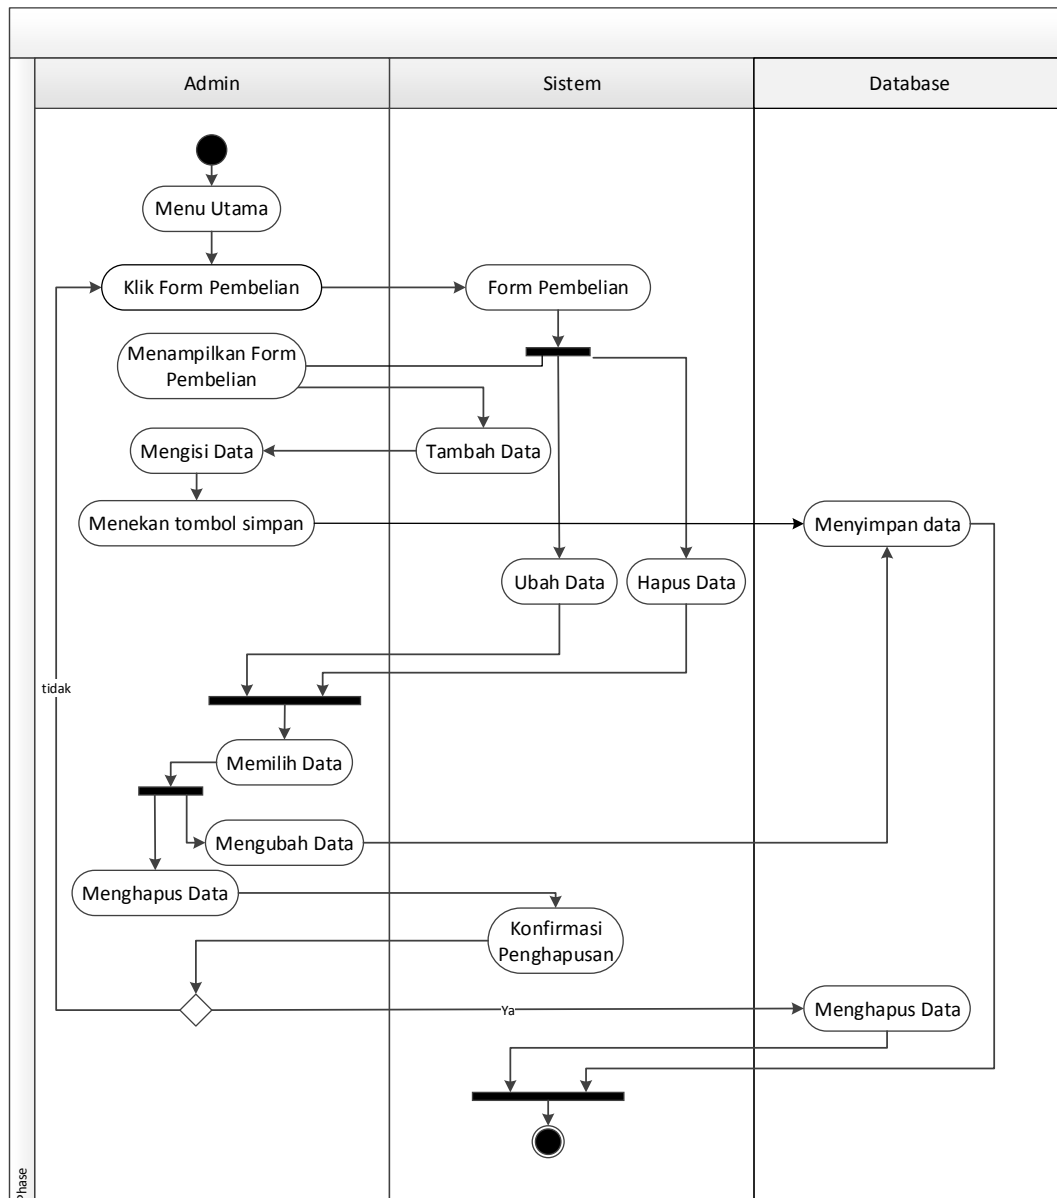 Admin
Sistem
Database
Menu Utama
Klik Form Pembelian
Form Pembelian
Menampilkan Form
Pembelian
Mengisi Data
Tambah Data
Menekan tombol simpan
Menyimpan data
Ubah Data
Hapus Data
tidak
Memilih Data
Mengubah Data
Menghapus Data
Konfirmasi
Penghapusan
Ya
Menghapus Data
Phase